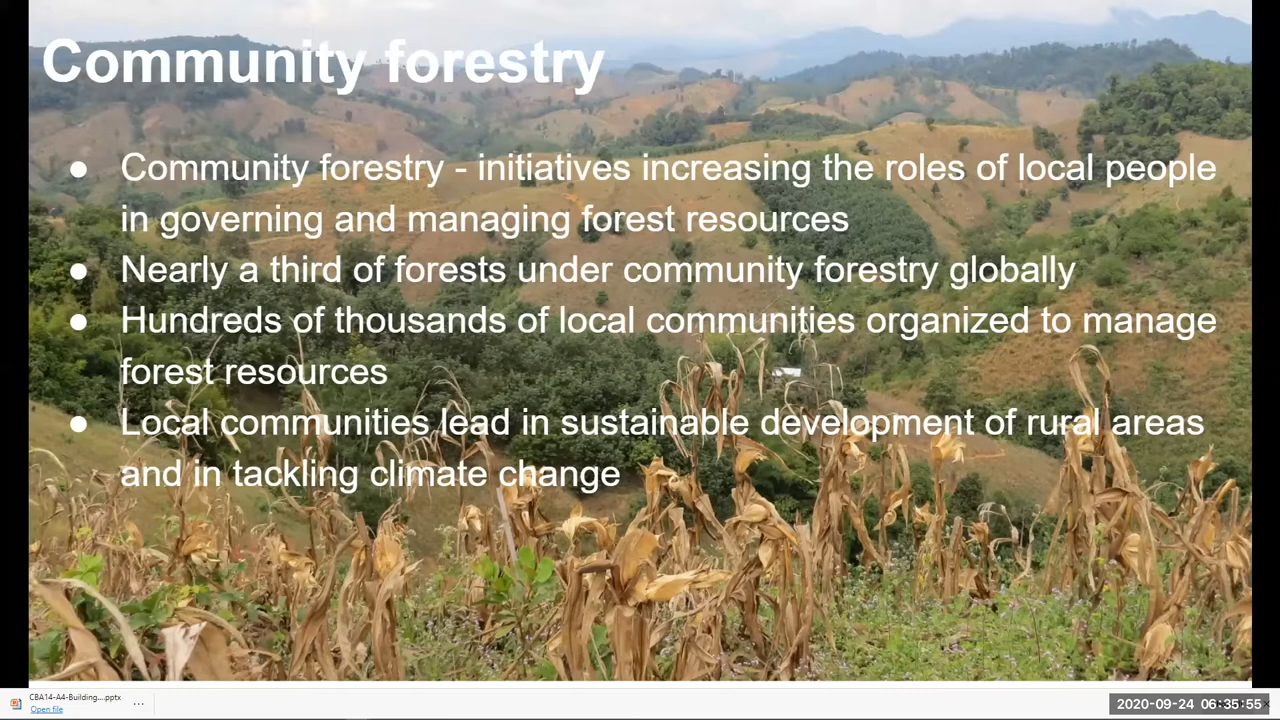 Community forestry
● Community forestry - initiatives increasing the roles of local people
in governing and managing forest resources
● Nearly a third of forests under community forestry globally
● Hundreds of thousands of local communities organized to manage
forest resources
● Local communities lead in sustainable development of rural areas
and in tackling climate change
CBA14-A4-Building....pptx
Open file
2020-09-24 06:35:55